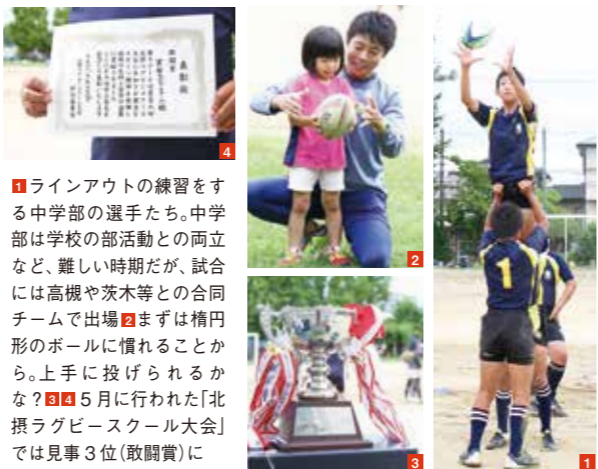 表彰状
4
2
1
3
1
1ラインアウトの練習をす
る中学部の選手たち。中学
部は学校の部活動との両立
など、難しい時期だが、試合
には高槻や茨木等との合同
チームで出場2まずは楕円
形のボールに慣れることか
ら。上手に投げられるか
な？34５月に行われた「北
摂ラグビースクール大会」
では見事３位（敢闘賞）に